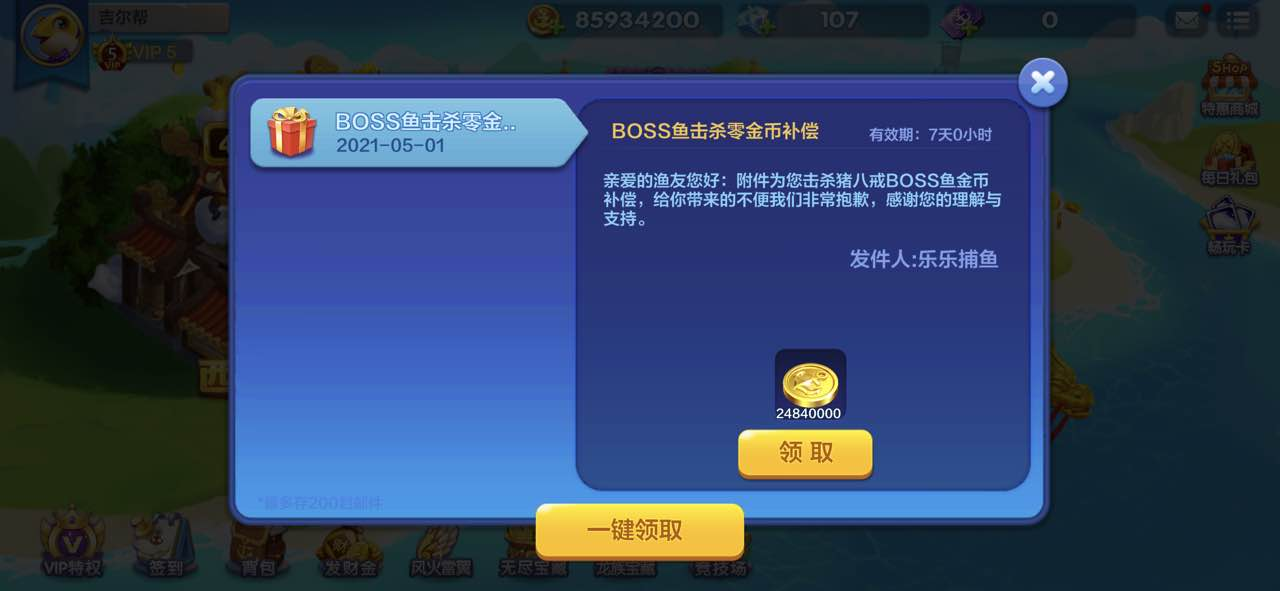 吉尔帮
85934200
107
0
5
VIP
VIP 5
SHOP
特惠商城
BOSS鱼击杀零金..
2021-05-01
BOSS鱼击杀零金币补偿
有效期：7天0小时
每日礼包
亲爱的渔友您好：附件为您击杀猪八戒BOSS鱼金币
补偿，给你带来的不便我们非常抱歉，感谢您的理解与
支持。
畅玩卡
发件人:乐乐捕鱼
西
24840000
领取
*最多存200封邮件
一键领取
VIP特权
签到
背包
发财金
风火雷翼
无尽宝藏
龙族宝藏
竞技场